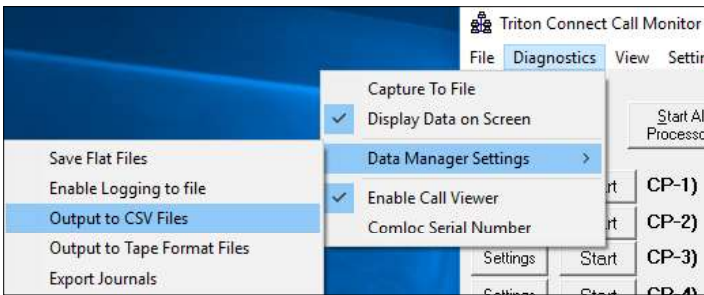 Triton Connect Call Monitor
File Diagnostics View
Capture To File
Display Data on Screen
Data Manager Settings
Enable Call Viewer
Comloc Serial Number
Save Flat Files
Enable Logging to file
Output to CSV Files
Output to Tape Format Files
Export Journals
Start
CP-1)
CP-2)
Settings Start CP-3)
CP-4)